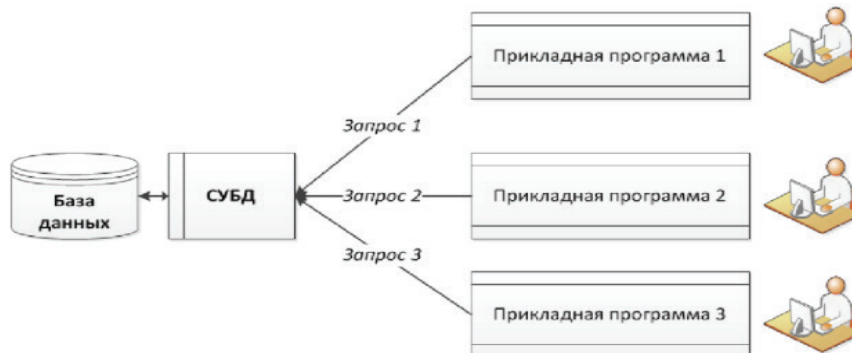 Прикладная программа 1
Запрос 1
База
данных
СУБД
Запрос 2
Прикладная программа 2
Запрос 3
Прикладная программа 3